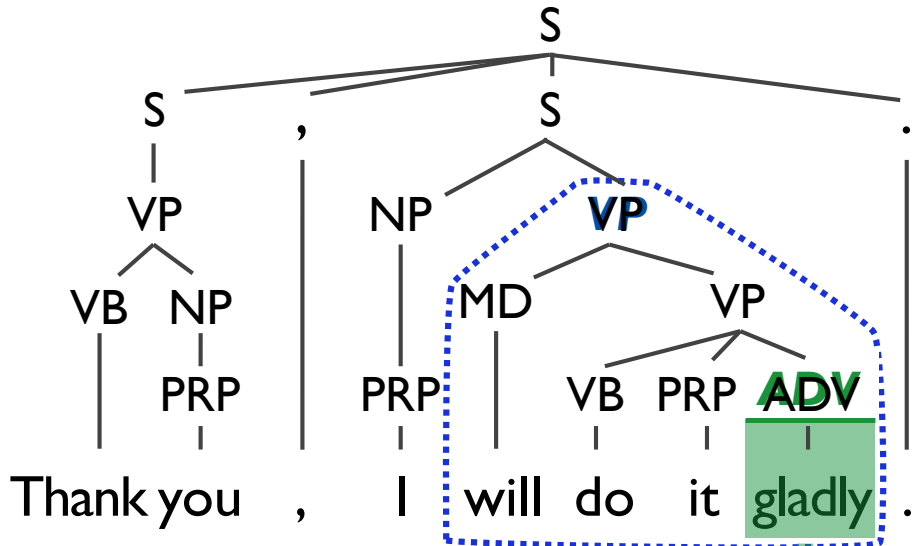 S
S , S .
VP NP VP
VB NP MD VP
PRP PRP VB PRP ADV
Thank you , I will do it gladly .